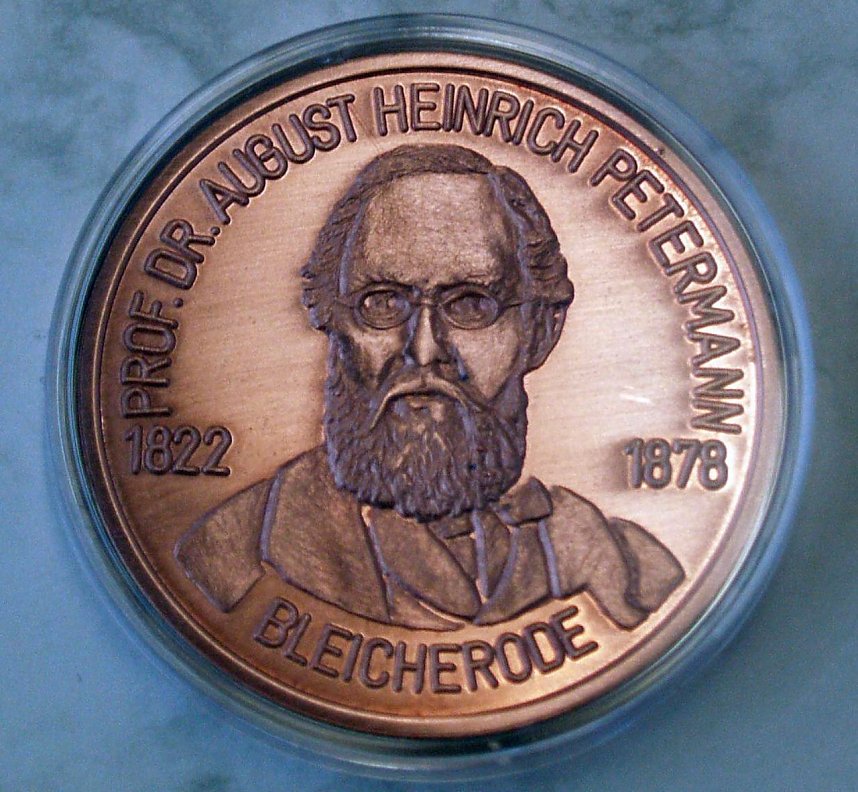 PROF. DR. AUGUST HEINRICH PETERMANN
1822
1878
BLEICHERODE